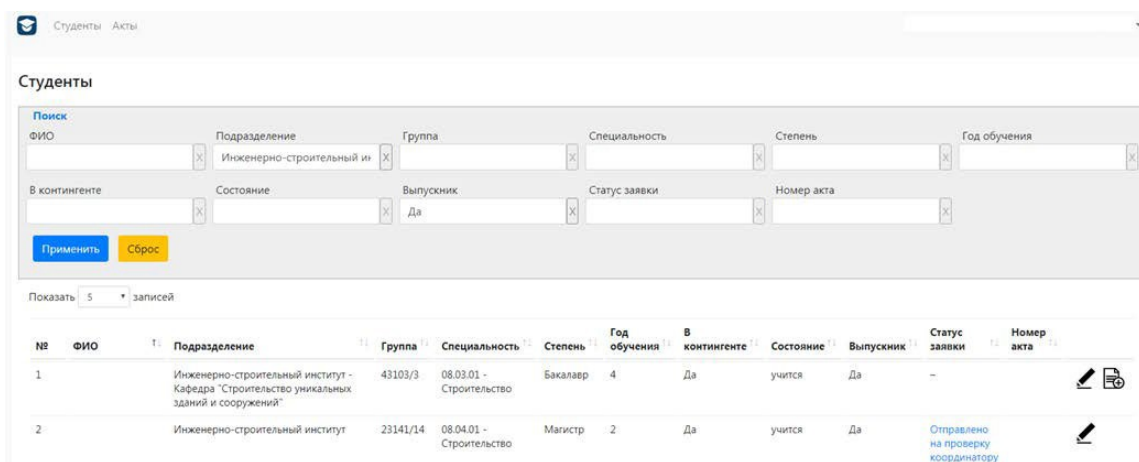 Студенты Акты
Студенты
Поиск
ФИО Подразделение Группа Специальность Степень Год обучения
X Инженерно-строительный ин X X X X X
В контингенте Состояние Выпускник Статус заявки Номер акта
X X Да X X X
Применить Сброс
Показать 5 записей
№ ФИО Подразделение Группа Специальность Степень Год обучения В контингенте Состояние Выпускник Статус заявки Номер акта
1 Инженерно-строительный институт - Кафедра "Строительство уникальных зданий и сооружений" 43103/3 08.03.01 - Строительство Бакалавр 4 Да учится Да –
2 Инженерно-строительный институт 23141/14 08.04.01 - Строительство Магистр 2 Да учится Да Отправлено на проверку координатору